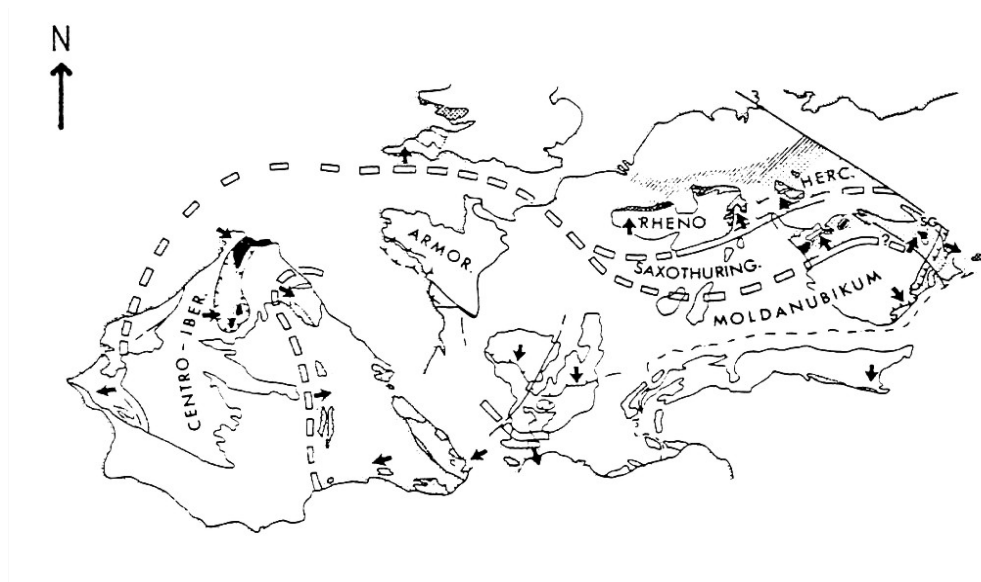 N
HERC.
RHENO
SG.
ARMOR.
?
SAXOTHURING.
MOLDANUBIKUM
CENTRO-IBER.